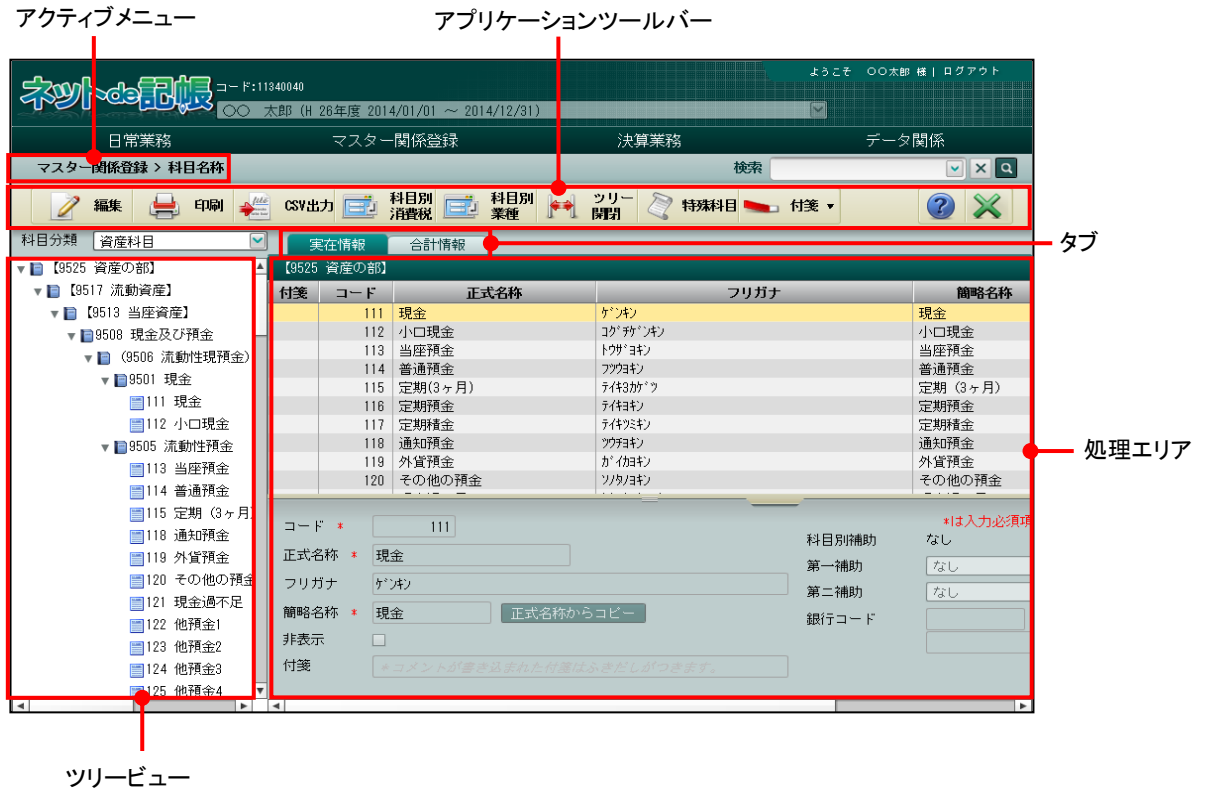 アクティブメニュー
アプリケーションツールバー
ようこそ 〇〇太郎 様 | ログアウト
ネットde記帳 コード:11340040
〇〇 太郎 (H 26年度 2014/01/01 ～ 2014/12/31)
日常業務 マスター関係登録 決算業務 データ関係
マスター関係登録 > 科目名称 検索
編集 印刷 CSV出力 科目別消費税 科目別業種 ツリー開閉 特殊科目 付箋 ▼
科目分類 資産科目 実在情報 合計情報
タブ
▼【9525 資産の部】
▼【9517 流動資産】
▼【9513 当座資産】
▼9508 現金及び預金
▼ (9506 流動性現預金)
▼9501 現金
111 現金
112 小口現金
▼9505 流動性預金
113 当座預金
114 普通預金
115 定期 (3ヶ月)
118 通知預金
119 外貨預金
120 その他の預金
121 現金過不足
122 他預金1
123 他預金2
124 他預金3
125 他預金4
【9525 資産の部】
付箋 コード 正式名称 フリガナ 簡略名称
111 現金 ｹﾞﾝｷﾝ 現金
112 小口現金 ｺｸﾞﾁｹﾞﾝｷﾝ 小口現金
113 当座預金 ﾄｳｻﾞﾖｷﾝ 当座預金
114 普通預金 ﾌﾂｳﾖｷﾝ 普通預金
115 定期(3ヶ月) ﾃｲｷ3ｶｹﾞﾂ 定期 (3ヶ月)
116 定期預金 ﾃｲｷﾖｷﾝ 定期預金
117 定期積金 ﾃｲｷﾂﾐｷﾝ 定期積金
118 通知預金 ﾂｳﾁﾖｷﾝ 通知預金
119 外貨預金 ｶﾞｲｶﾖｷﾝ 外貨預金
120 その他の預金 ｿﾉﾀﾉﾖｷﾝ その他の預金
処理エリア
*は入力必須項
コード * 111
正式名称 * 現金
フリガナ ｹﾞﾝｷﾝ
簡略名称 * 現金 正式名称からコピー
非表示
付箋 *コメントが書き込まれた付箋はふきだしがつきます。
科目別補助 なし
第一補助 なし
第二補助 なし
銀行コード
ツリービュー